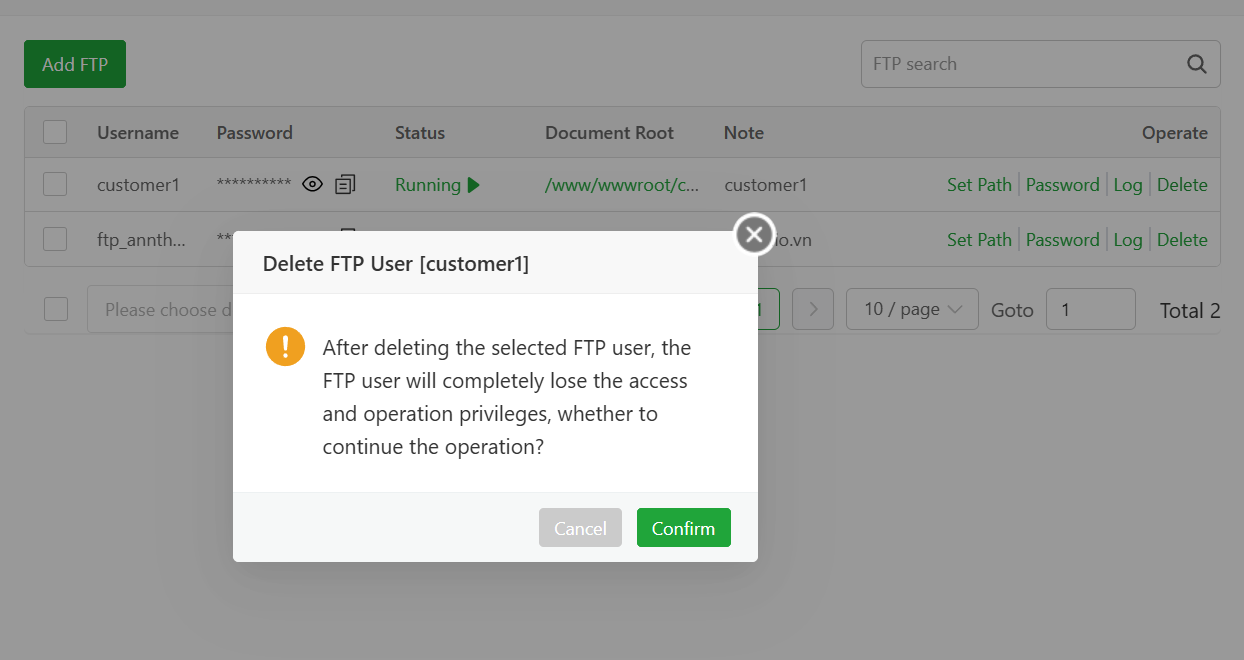 Add FTP
FTP search
Username Password Status Document Root Note Operate
customer1 ********** Running /www/wwwroot/c... customer1 Set Path Password Log Delete
ftp_annth... ** io.vn Set Path Password Log Delete
Delete FTP User [customer1]
Please choose d 1 10 / page Goto 1 Total 2
After deleting the selected FTP user, the
FTP user will completely lose the access
and operation privileges, whether to
continue the operation?
Cancel Confirm